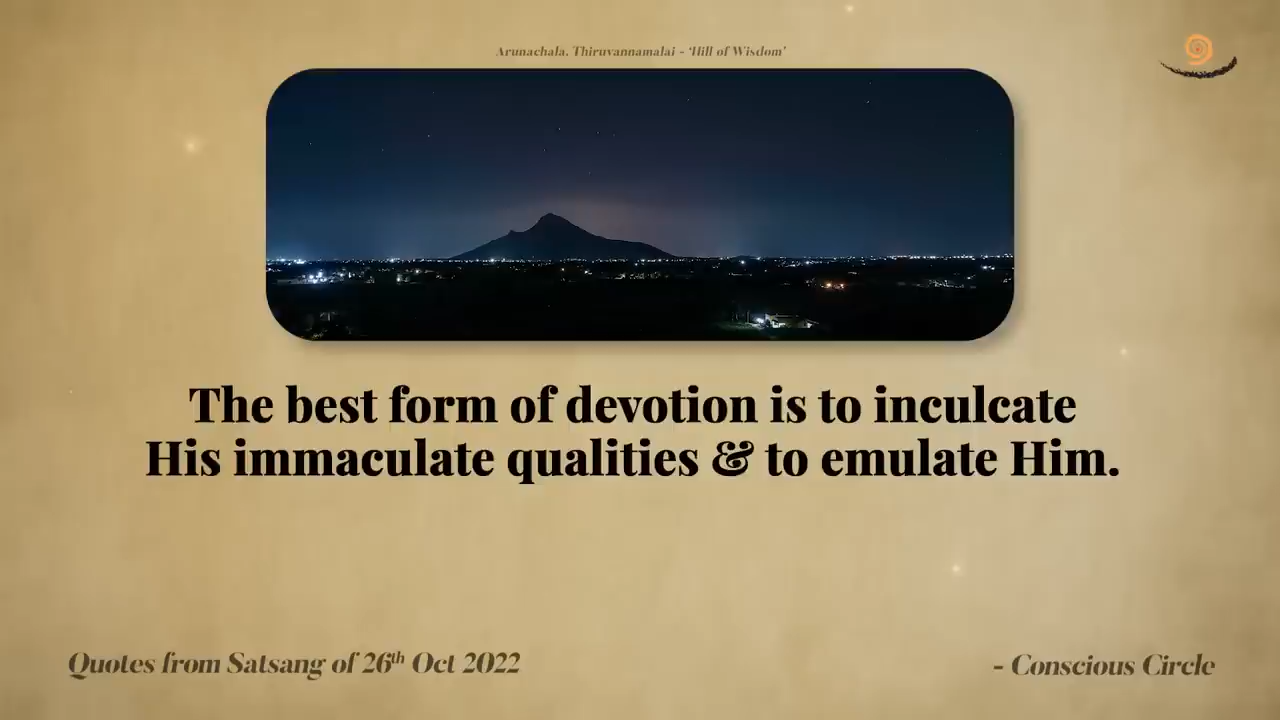 Arunachala, Thiruvannamalai - 'Hill of Wisdom'
The best form of devotion is to inculcate
His immaculate qualities & to emulate Him.
Quotes from Satsang of 26th Oct 2022
- Conscious Circle